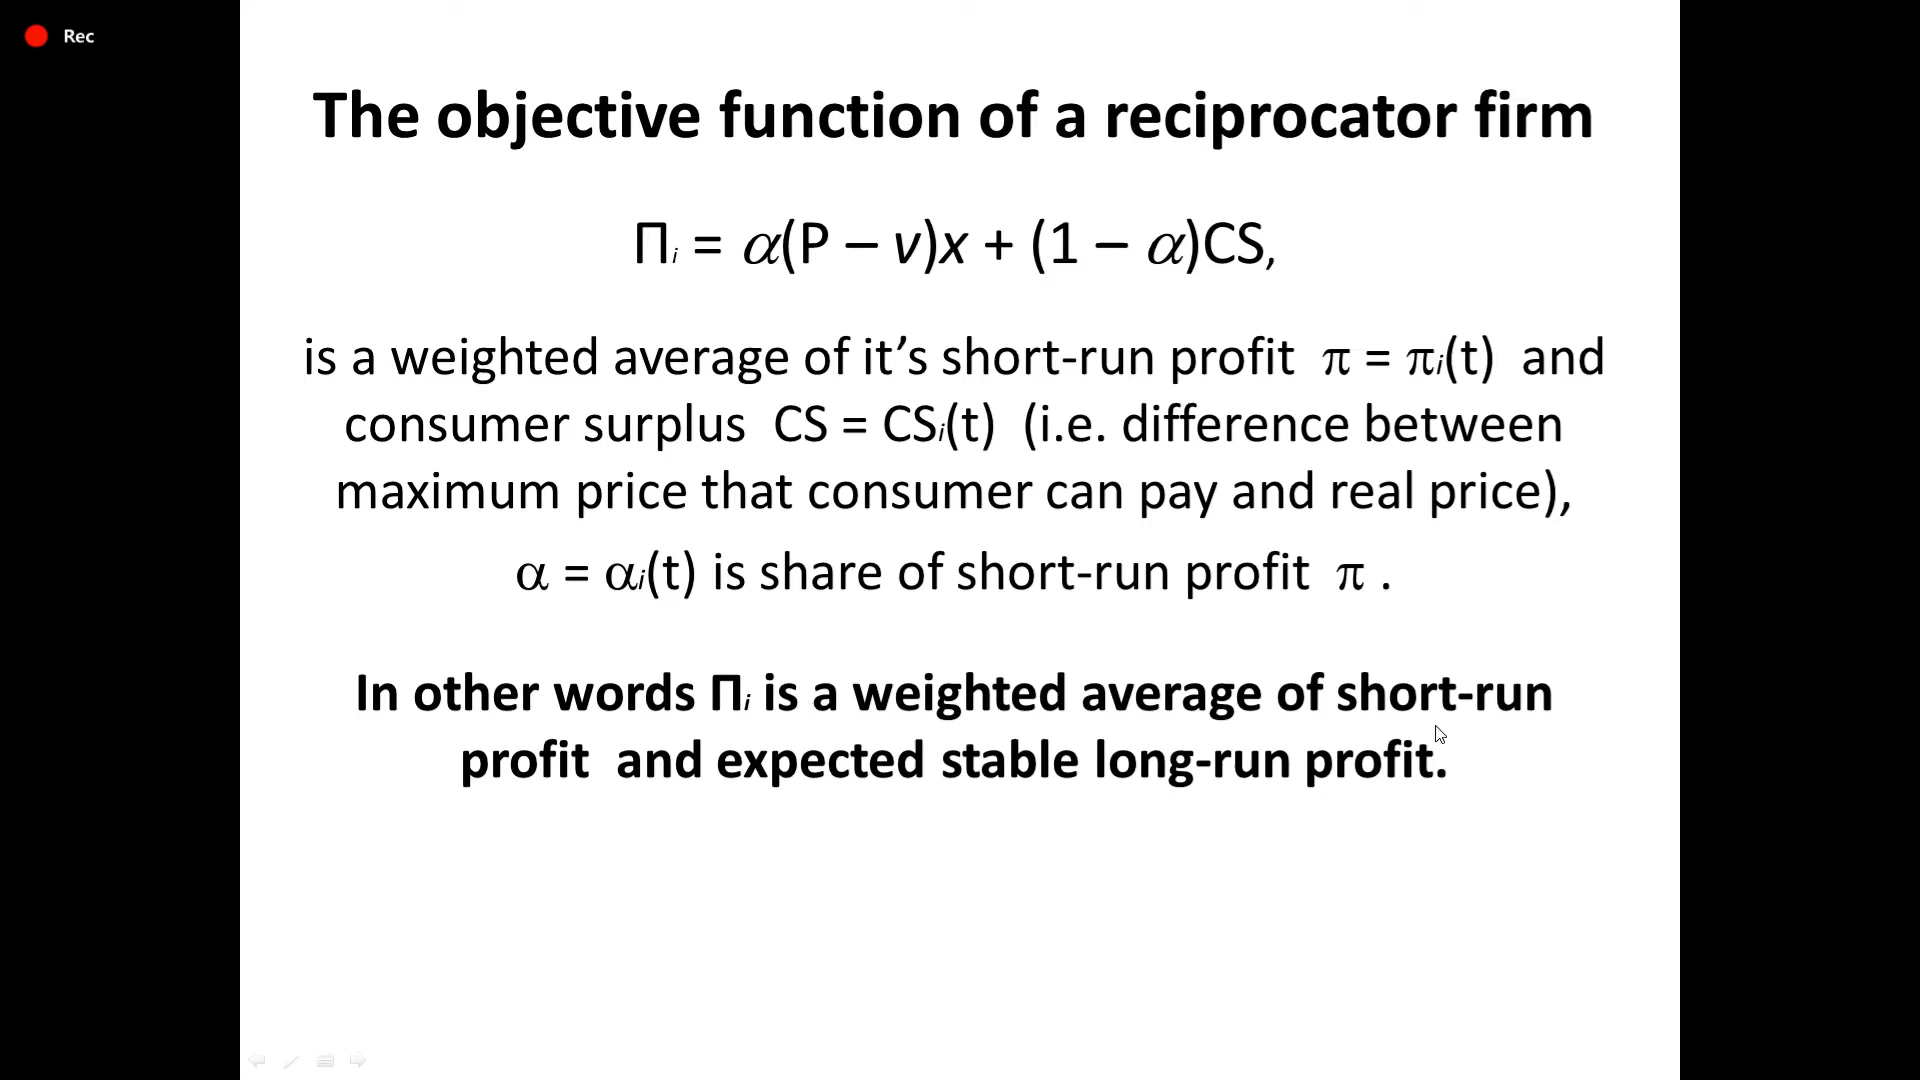 Rec
The objective function of a reciprocator firm
Πᵢ = α(P – v)x + (1 – α)CS,
is a weighted average of it’s short-run profit π = πᵢ(t) and
consumer surplus CS = CSᵢ(t) (i.e. difference between
maximum price that consumer can pay and real price),
α = αᵢ(t) is share of short-run profit π .
In other words Πᵢ is a weighted average of short-run
profit and expected stable long-run profit.